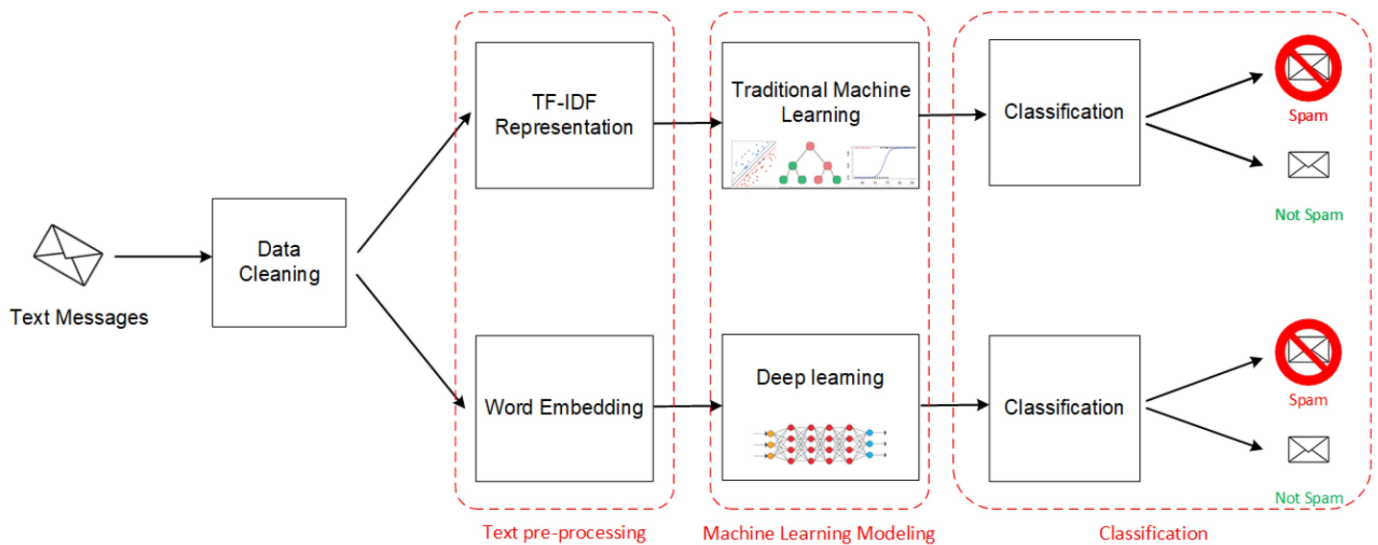 Text Messages
Data
Cleaning
TF-IDF
Representation
Word Embedding
Text pre-processing
Traditional Machine
Learning
Deep learning
Machine Learning Modeling
Classification
Spam
Not Spam
Classification
Spam
Not Spam
Classification